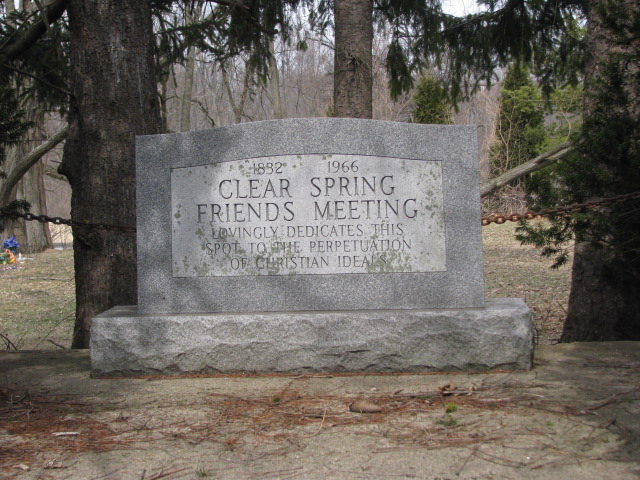 1832 1966
CLEAR SPRING
FRIENDS MEETING
LOVINGLY DEDICATES THIS
SPOT TO THE PERPETUATION
OF CHRISTIAN IDEALS